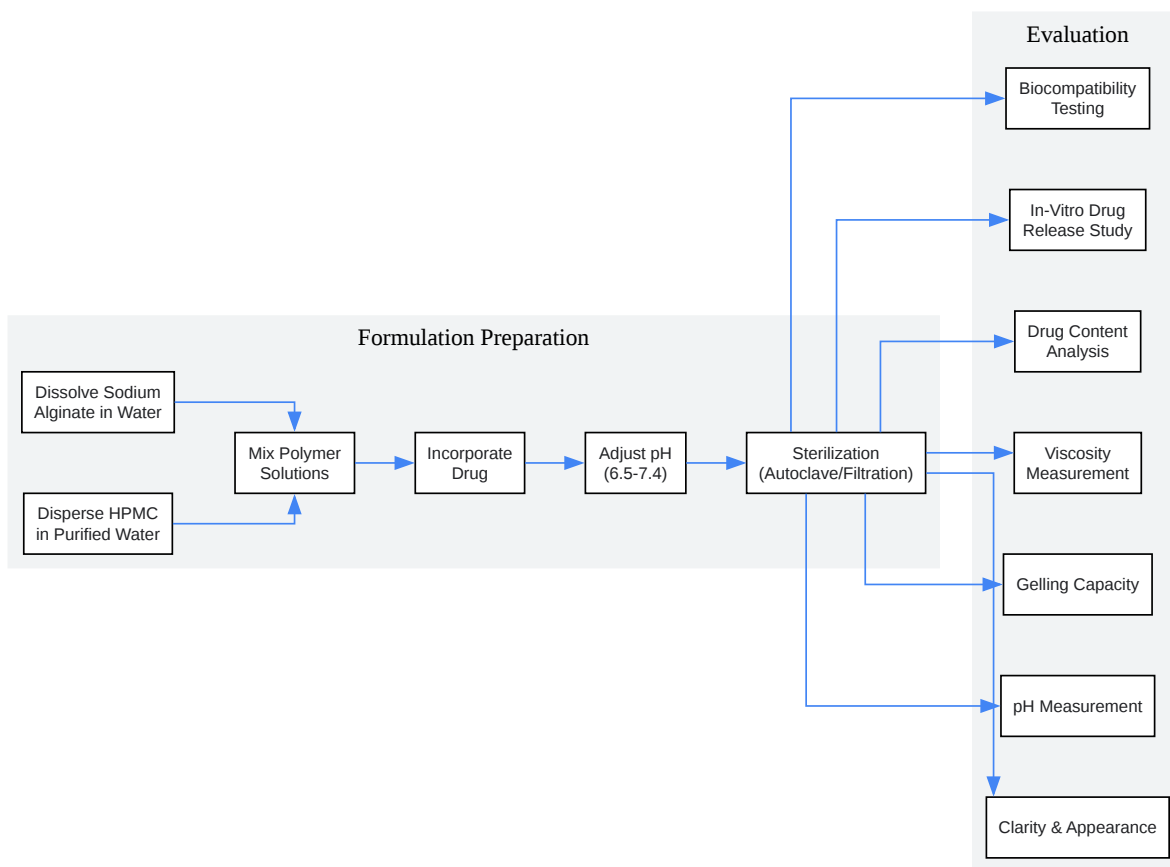 Evaluation
Biocompatibility
Testing
In-Vitro Drug
Release Study
Drug Content
Analysis
Formulation Preparation
Dissolve Sodium
Alginate in Water
Disperse HPMC
in Purified Water
Mix Polymer
Solutions
Incorporate
Drug
Adjust pH
(6.5-7.4)
Sterilization
(Autoclave/Filtration)
Viscosity
Measurement
Gelling Capacity
pH Measurement
Clarity & Appearance